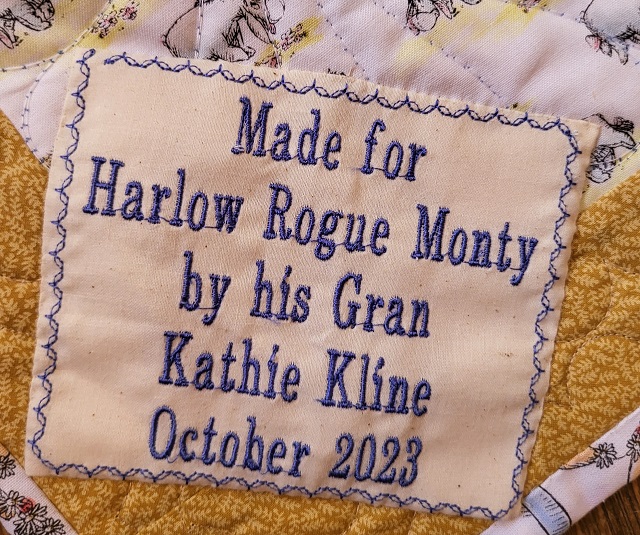 Made for
Harlow Rogue Monty
by his Gran
Kathie Kline
October 2023